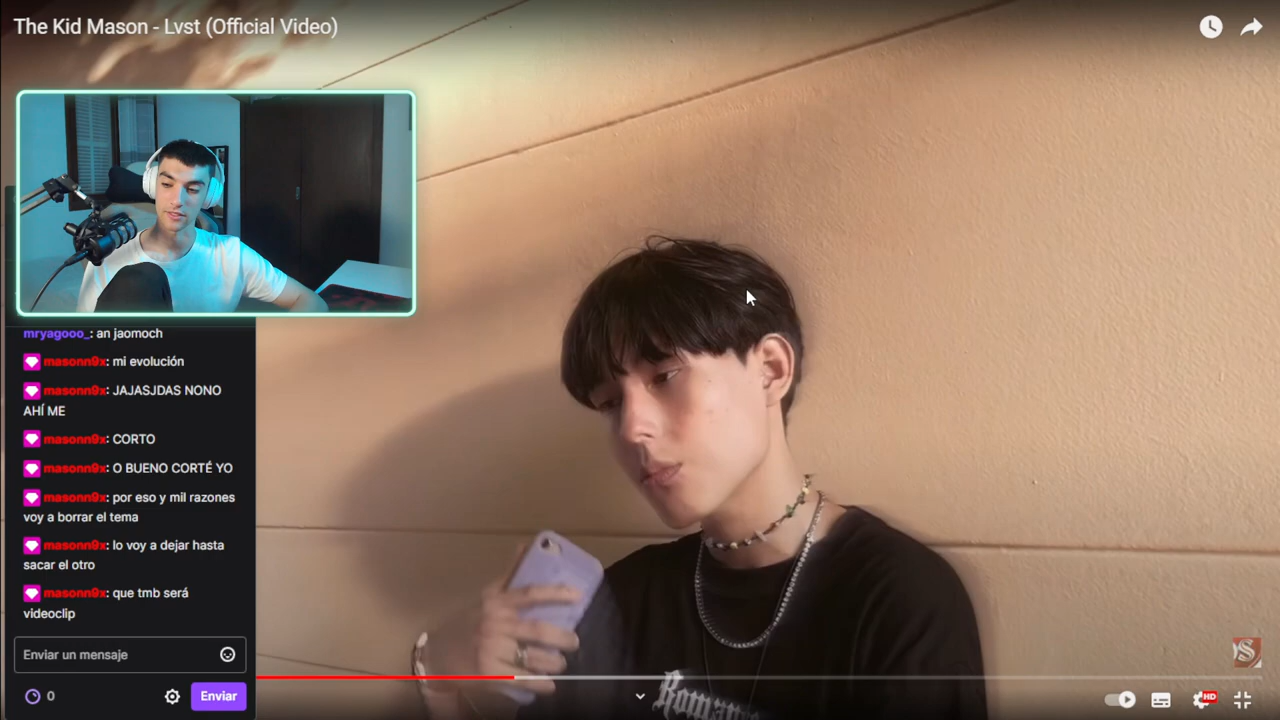 The Kid Mason - Lvst (Official Video)
mryagooo_: an jaomoch
masonn9x: mi evolución
masonn9x: JAJASJDAS NONO
AHÍ ME
masonn9x: CORTO
masonn9x: O BUENO CORTÉ YO
masonn9x: por eso y mil razones
voy a borrar el tema
masonn9x: lo voy a dejar hasta
sacar el otro
masonn9x: que tmb será
videoclip
Enviar un mensaje
0
Enviar
HD